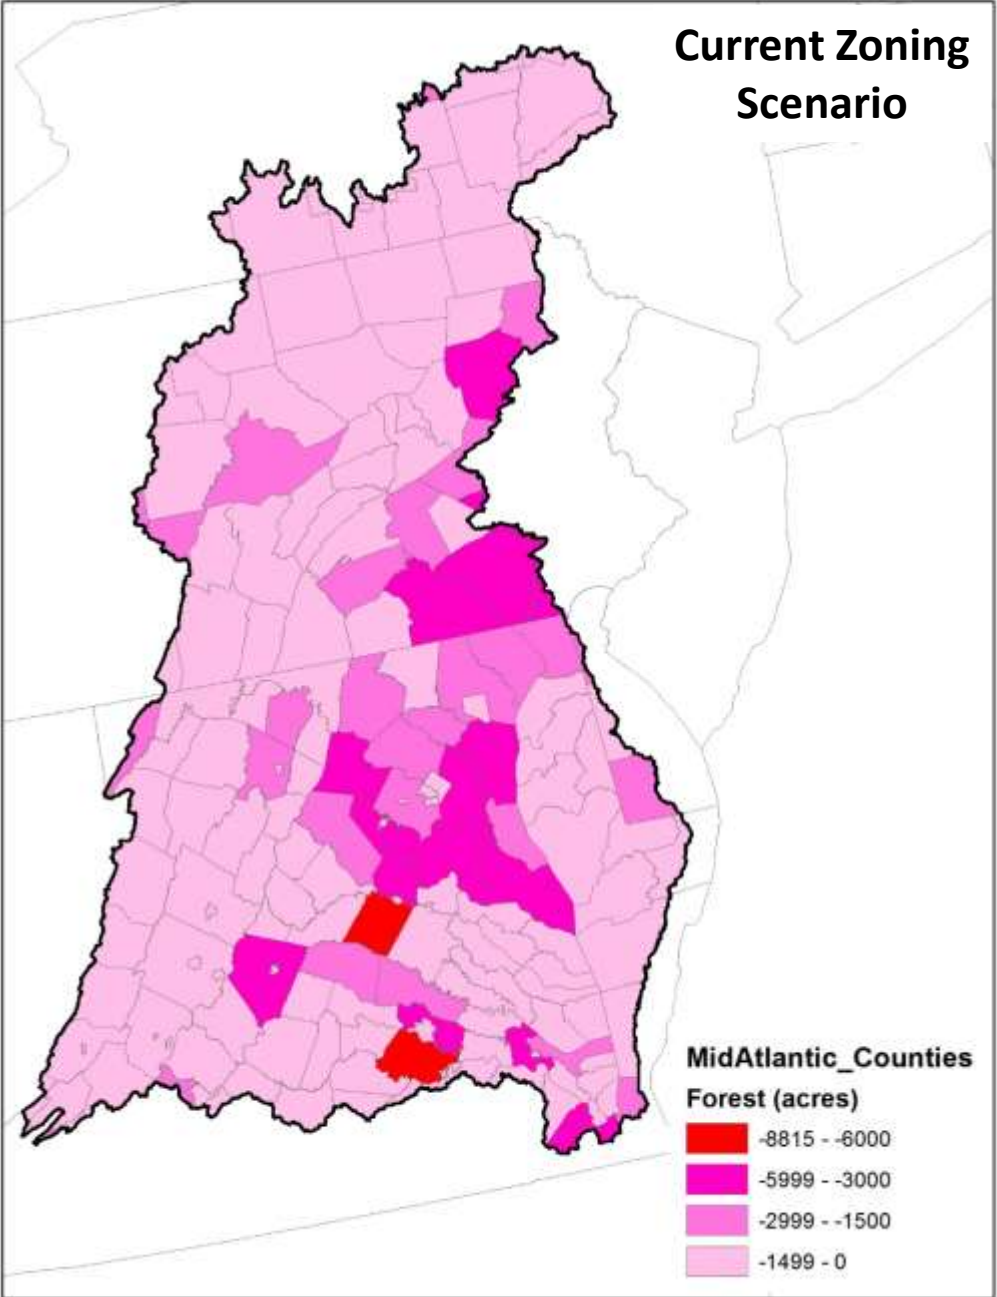 Current Zoning
Scenario
MidAtlantic_Counties
Forest (acres)
-8815 - -6000
-5999 - -3000
-2999 - -1500
-1499 - 0